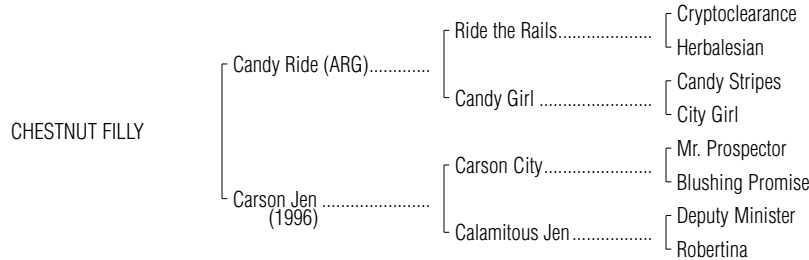 Cryptoclearance
Ride the Rails..................
Herbalesian
Candy Ride (ARG).............
Candy Stripes
Candy Girl .......................
City Girl
CHESTNUT FILLY
Mr. Prospector
Carson City......................
Blushing Promise
Carson Jen ......................
(1996)
Deputy Minister
Calamitous Jen................
Robertina